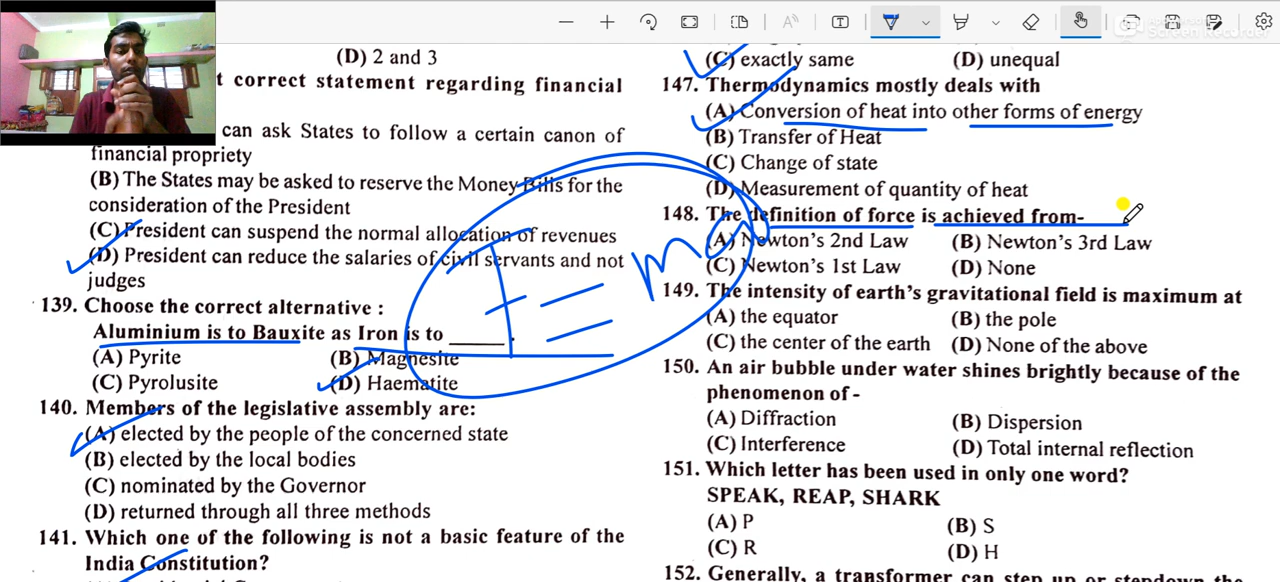 Screen Recorder
(D) 2 and 3
t correct statement regarding financial
can ask States to follow a certain canon of
financial propriety
(B) The States may be asked to reserve the Money Bills for the
consideration of the President
(C) President can suspend the normal allocation of revenues
(D) President can reduce the salaries of civil servants and not
judges
139. Choose the correct alternative :
Aluminium is to Bauxite as Iron is to _____.
(A) Pyrite (B) Magnesite
(C) Pyrolusite (D) Haematite
140. Members of the legislative assembly are:
(A) elected by the people of the concerned state
(B) elected by the local bodies
(C) nominated by the Governor
(D) returned through all three methods
141. Which one of the following is not a basic feature of the
India Constitution?
(C) exactly same (D) unequal
147. Thermodynamics mostly deals with
(A) Conversion of heat into other forms of energy
(B) Transfer of Heat
(C) Change of state
(D) Measurement of quantity of heat
148. The definition of force is achieved from-
(A) Newton's 2nd Law (B) Newton's 3rd Law
(C) Newton's 1st Law (D) None
149. The intensity of earth's gravitational field is maximum at
(A) the equator (B) the pole
(C) the center of the earth (D) None of the above
150. An air bubble under water shines brightly because of the
phenomenon of -
(A) Diffraction (B) Dispersion
(C) Interference (D) Total internal reflection
151. Which letter has been used in only one word?
SPEAK, REAP, SHARK
(A) P (B) S
(C) R (D) H
152. Generally, a transformer can step up or stepdown the
F = ma